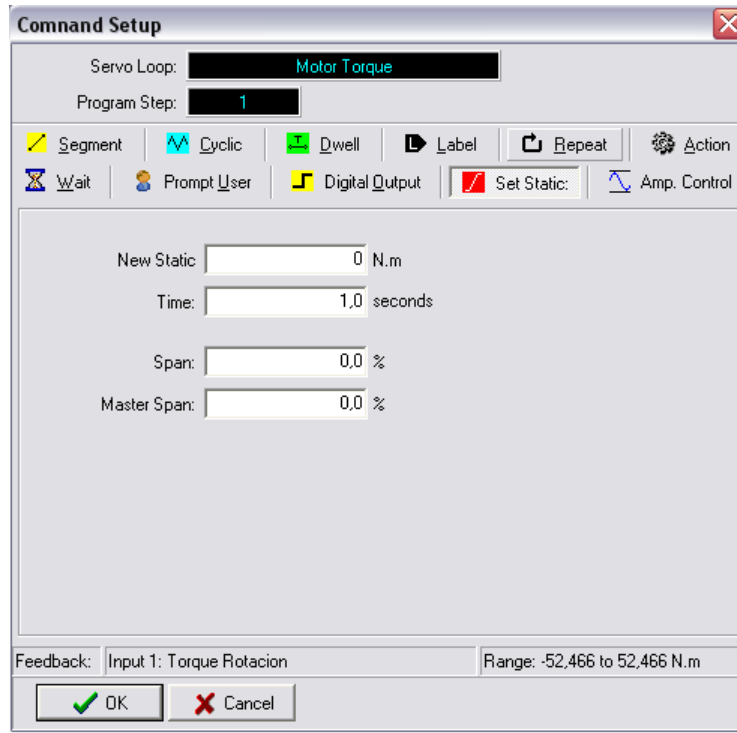 Comnand Setup
Servo Loop: Motor Torque
Program Step: 1
Segment Cyclic Dwell Label Repeat Action
Wait Prompt User Digital Output Set Static: Amp. Control
New Static 0 N.m
Time: 1,0 seconds
Span: 0,0 %
Master Span: 0,0 %
Feedback: Input 1: Torque Rotacion Range: -52,466 to 52,466 N.m
OK Cancel